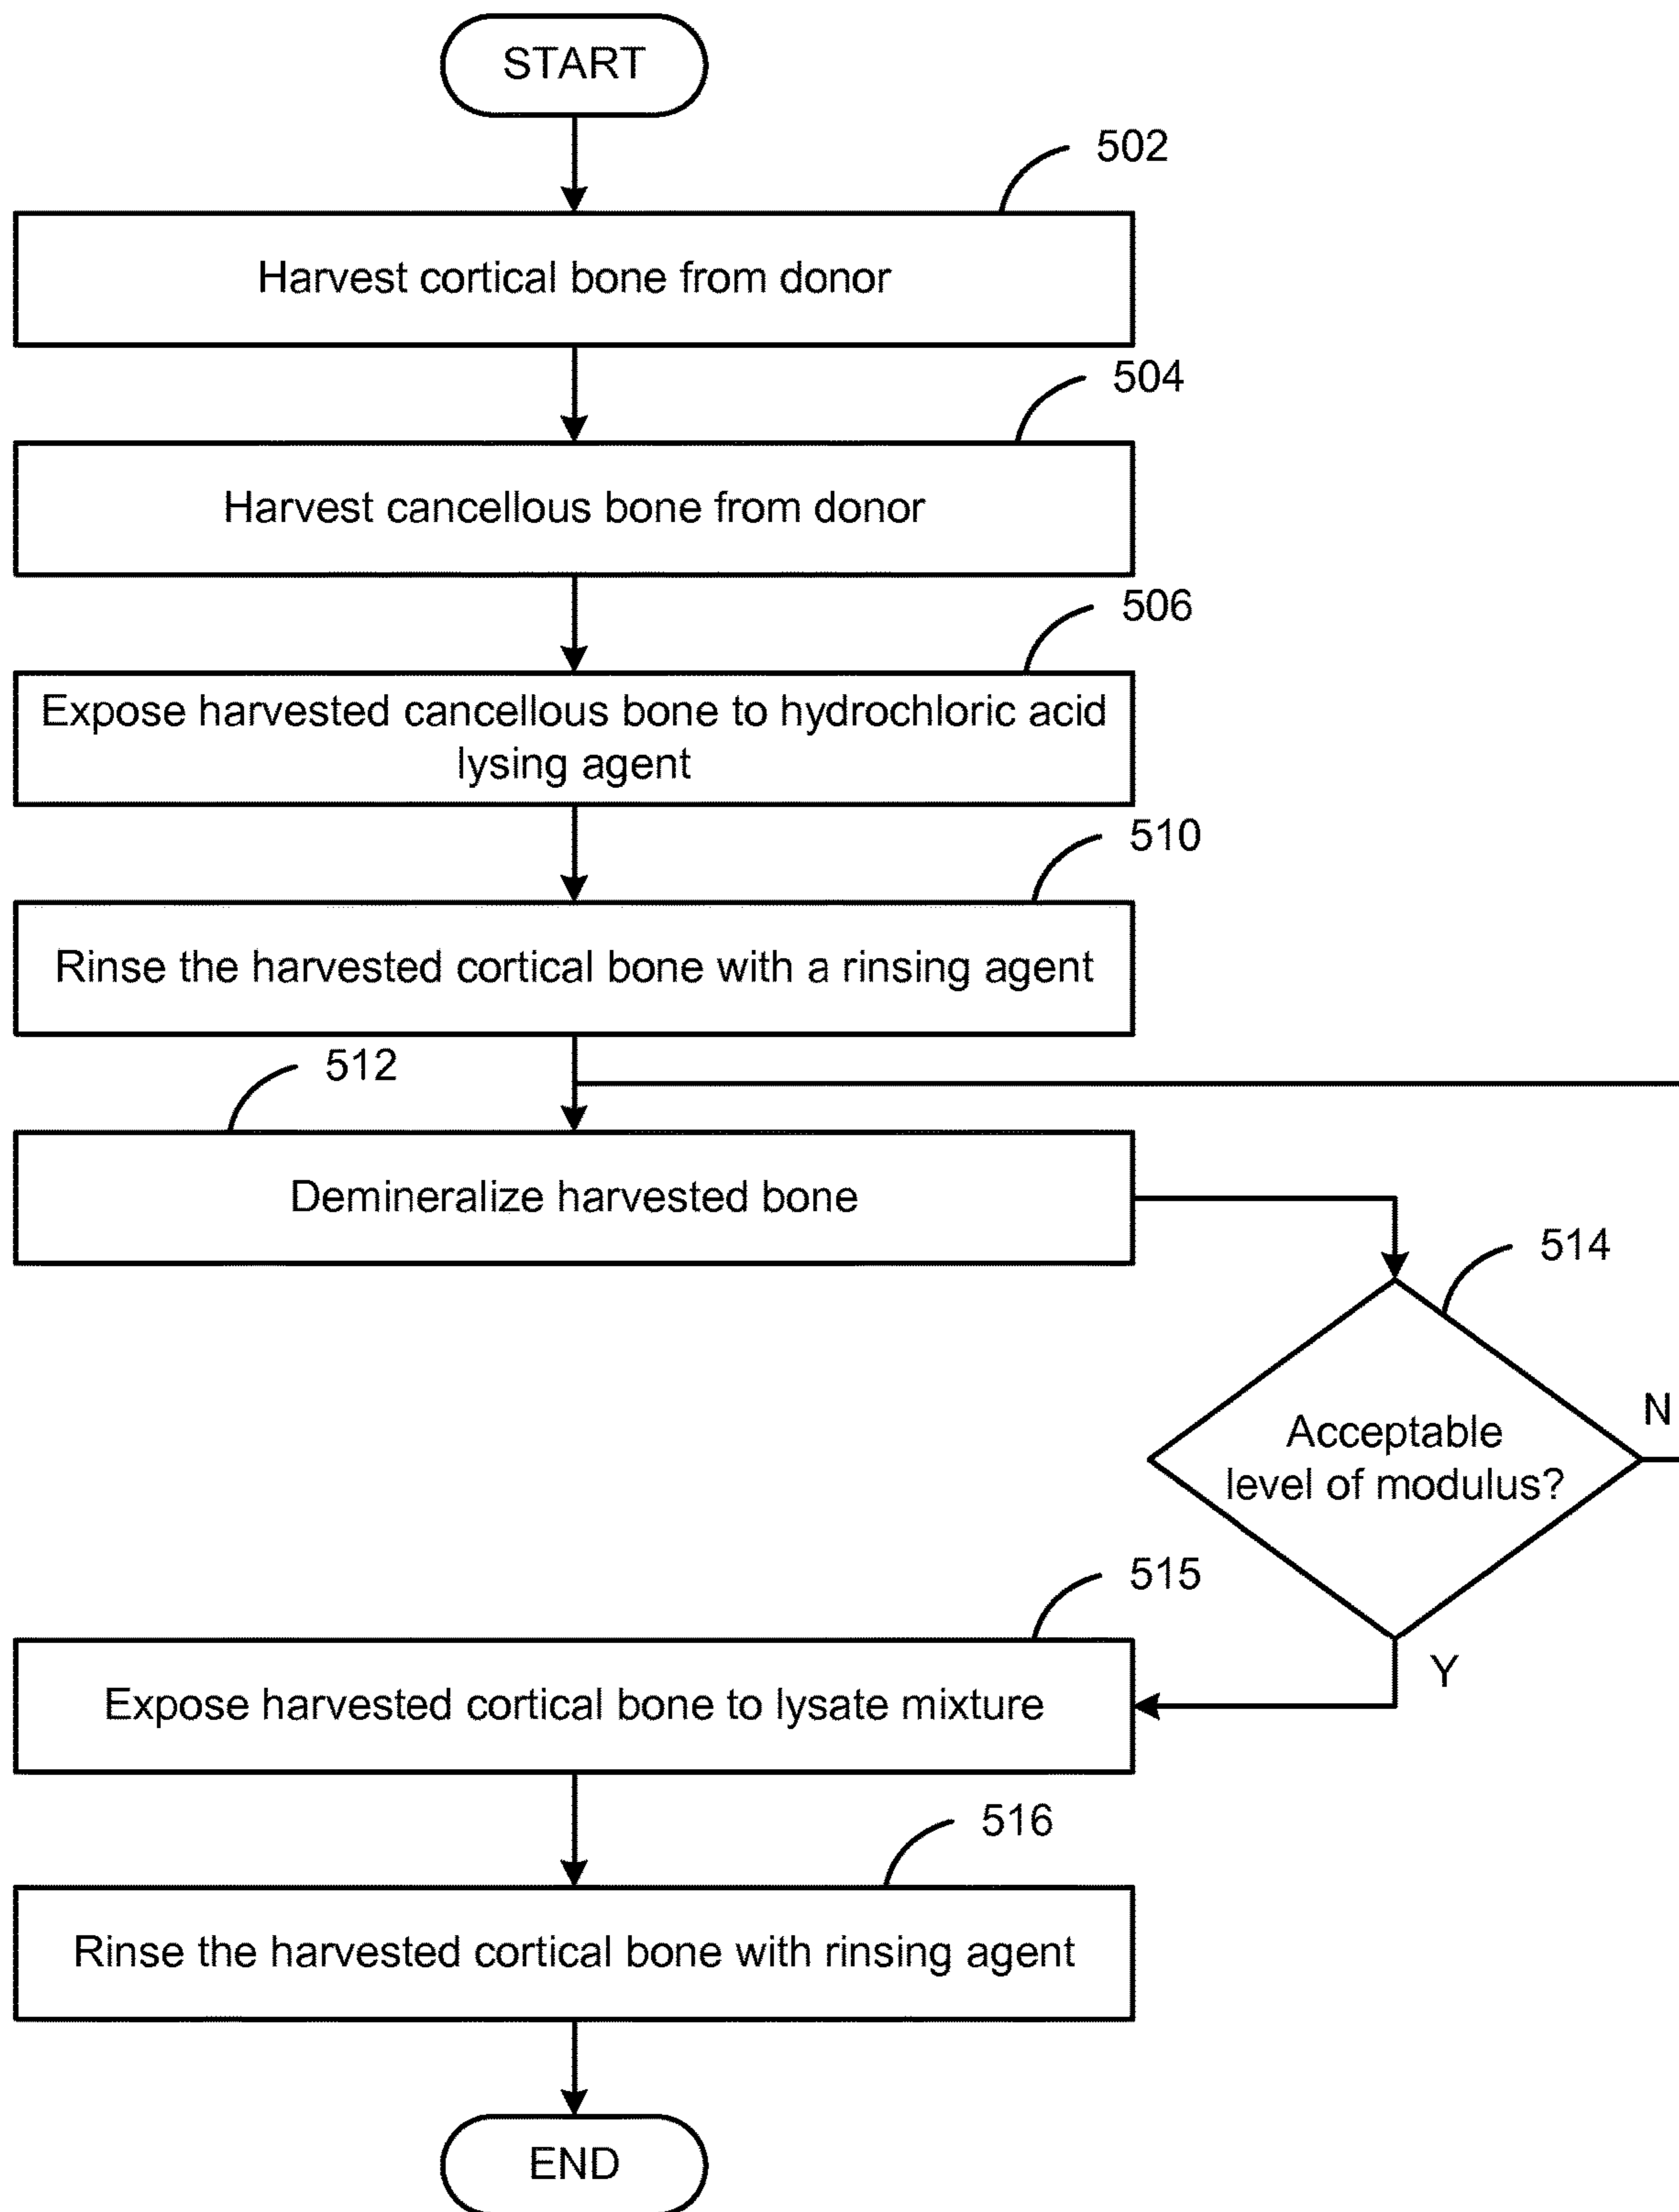 START
502
Harvest cortical bone from donor
504
Harvest cancellous bone from donor
506
Expose harvested cancellous bone to hydrochloric acid
lysing agent
510
Rinse the harvested cortical bone with a rinsing agent
512
Demineralize harvested bone
514
Acceptable
level of modulus?
N
Y
515
Expose harvested cortical bone to lysate mixture
516
Rinse the harvested cortical bone with rinsing agent
END